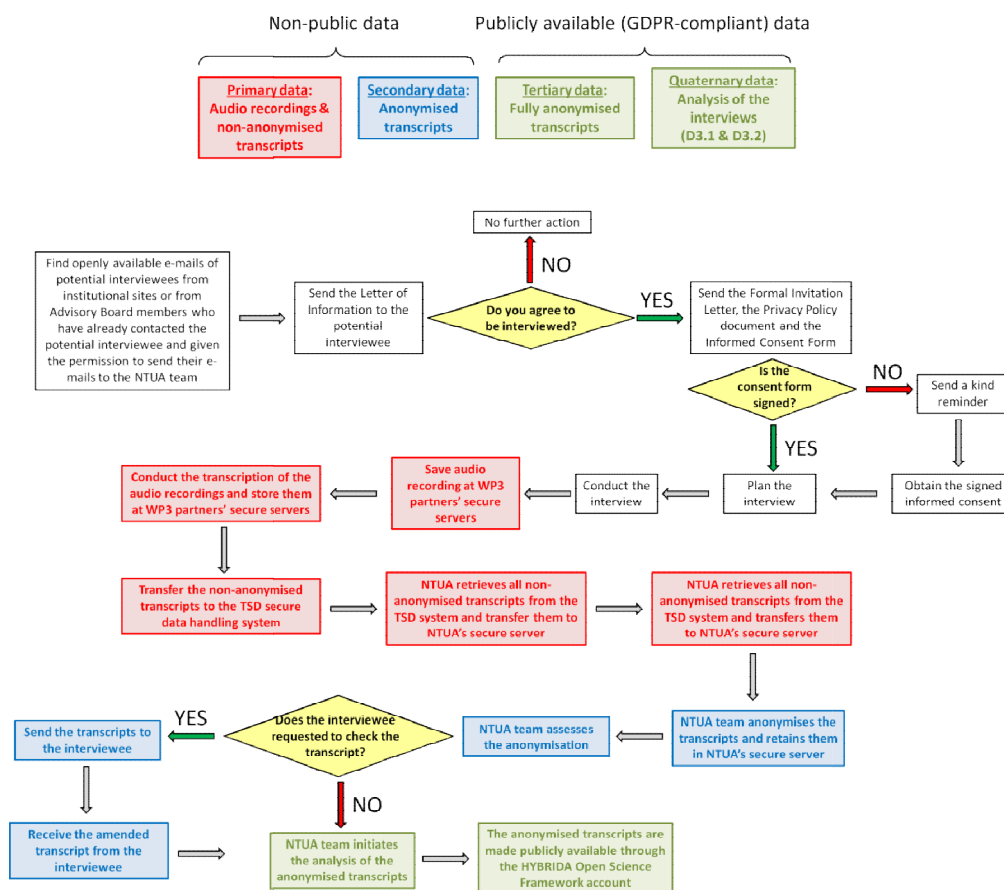 Non-public data
Publicly available (GDPR-compliant) data
Primary data:
Audio recordings &
non-anonymised
transcripts
Secondary data:
Anonymised
transcripts
Tertiary data:
Fully anonymised
transcripts
Quaternary data:
Analysis of the
interviews
(D3.1 & D3.2)
No further action
NO
Find openly available e-mails of
potential interviewees from
institutional sites or from
Advisory Board members who
have already contacted the
potential interviewee and given
the permission to send their e-
mails to the NTUA team
Send the Letter of
Information to the
potential
interviewee
Do you agree to
be interviewed?
YES
Send the Formal Invitation
Letter, the Privacy Policy
document and the
Informed Consent Form
Is the
consent form
signed?
NO
Send a kind
reminder
YES
Obtain the signed
informed consent
Plan the
interview
Conduct the
interview
Save audio
recording at WP3
partners' secure
servers
Conduct the transcription of the
audio recordings and store them
at WP3 partners' secure servers
Transfer the non-anonymised
transcripts to the TSD secure
data handling system
NTUA retrieves all non-
anonymised transcripts from the
TSD system and transfer them to
NTUA's secure server
NTUA retrieves all non-
anonymised transcripts from the
TSD system and transfers them
to NTUA's secure server
NTUA team anonymises the
transcripts and retains them
in NTUA's secure server
NTUA team assesses
the anonymisation
Does the interviewee
requested to check the
transcript?
YES
Send the transcripts to
the interviewee
Receive the amended
transcript from the
interviewee
NO
NTUA team initiates
the analysis of the
anonymised transcripts
The anonymised transcripts are
made publicly available through
the HYBRIDA Open Science
Framework account